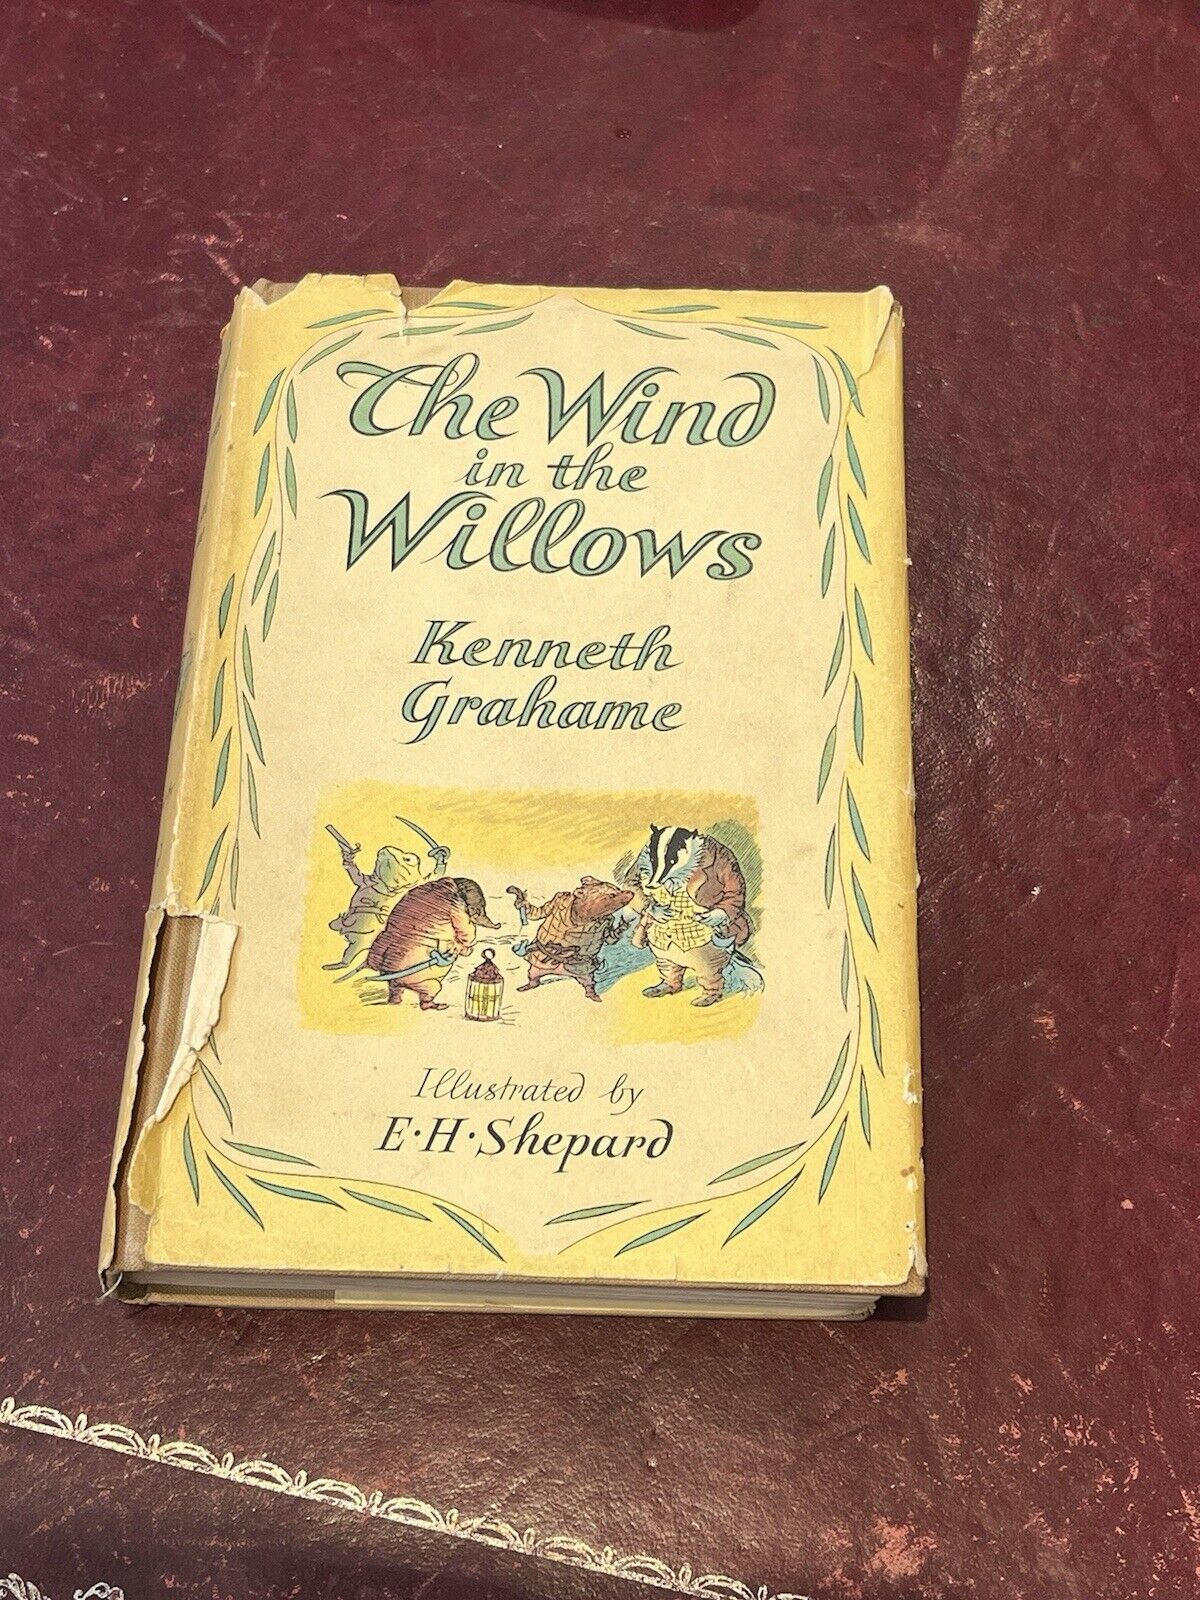 The Wind
in the
Willows
Kenneth
Grahame
Illustrated by
E·H·Shepard